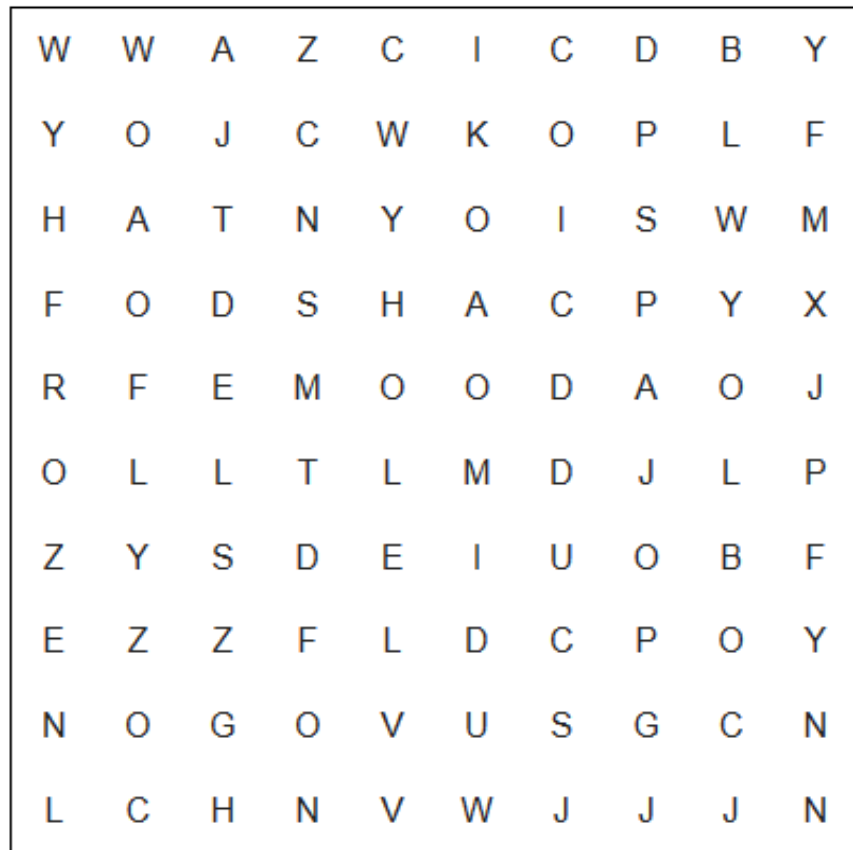 W W A Z C I C D B Y
Y O J C W K O P L F
H A T N Y O I S W M
F O D S H A C P Y X
R F E M O O D A O J
O L L T L M D J L P
Z Y S D E I U O B F
E Z Z F L D C P O Y
N O G O V U S G C N
L C H N V W J J J N